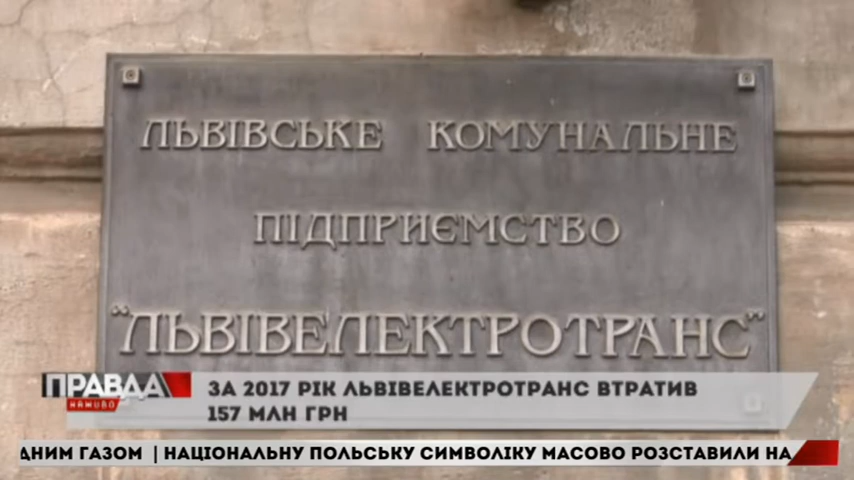 ЛЬВІВСЬКЕ КОМУНАЛЬНЕ
ПІДПРИЄМСТВО
"ЛЬВІВЕЛЕКТРОТРАНС"
ПРАВДА
НАЖИВО
ЗА 2017 РІК ЛЬВІВЕЛЕКТРОТРАНС ВТРАТИВ
157 МЛН ГРН
ДНИМ ГАЗОМ | НАЦІОНАЛЬНУ ПОЛЬСЬКУ СИМВОЛІКУ МАСОВО РОЗСТАВИЛИ НА